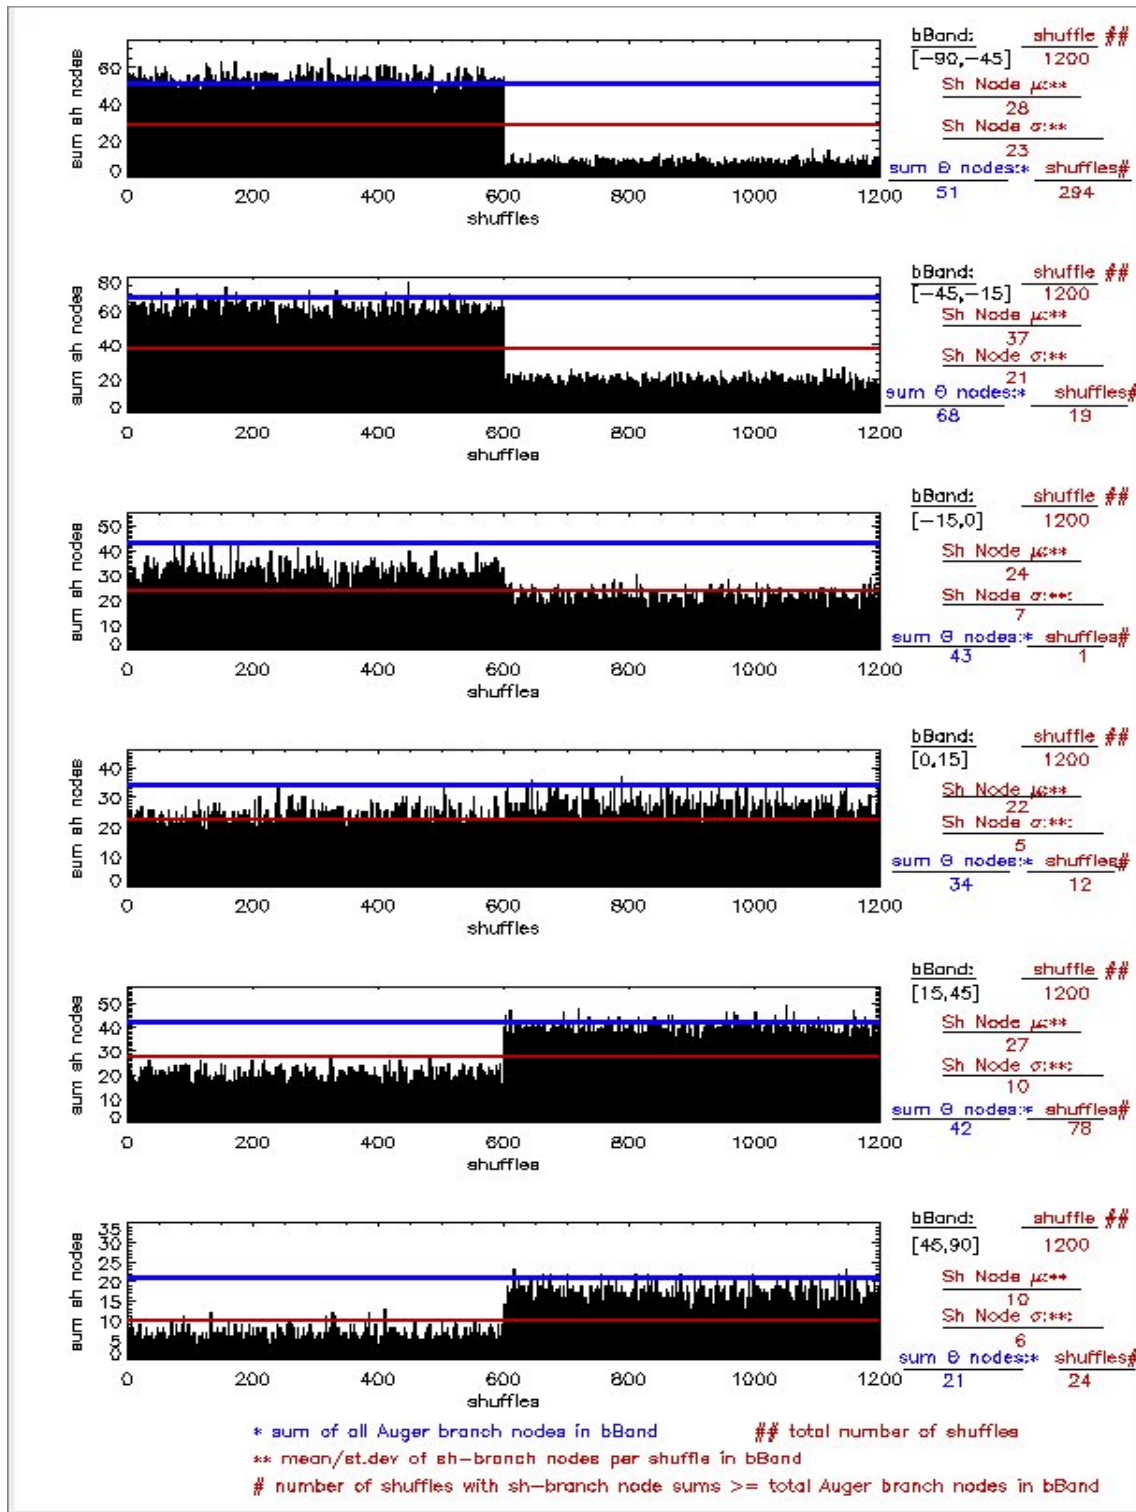 bBand: shuffle ##
[-90,-45] 1200
Sh Node μ:**
28
Sh Node σ:**
23
sum Θ nodes:* shuffles#
51 294
sum sh nodes
60
40
20
0
0 200 400 600 800 1000 1200
shuffles
bBand: shuffle ##
[-45,-15] 1200
Sh Node μ:**
37
Sh Node σ:**
21
sum Θ nodes:* shuffles#
68 19
sum sh nodes
80
60
40
20
0
0 200 400 600 800 1000 1200
shuffles
bBand: shuffle ##
[-15,0] 1200
Sh Node μ:**
24
Sh Node σ:**:
7
sum Θ nodes:* shuffles#
43 1
sum sh nodes
50
40
30
20
10
0
0 200 400 600 800 1000 1200
shuffles
bBand: shuffle ##
[0,15] 1200
Sh Node μ:**
22
Sh Node σ:**:
5
sum Θ nodes:* shuffles#
34 12
sum sh nodes
40
30
20
10
0
0 200 400 600 800 1000 1200
shuffles
bBand: shuffle ##
[15,45] 1200
Sh Node μ:**
27
Sh Node σ:**:
10
sum Θ nodes:* shuffles#
42 78
sum sh nodes
50
40
30
20
10
0
0 200 400 600 800 1000 1200
shuffles
bBand: shuffle ##
[45,90] 1200
Sh Node μ:**
10
Sh Node σ:**:
6
sum Θ nodes:* shuffles#
21 24
sum sh nodes
35
30
25
20
15
10
5
0
0 200 400 600 800 1000 1200
shuffles
* sum of all Auger branch nodes in bBand ## total number of shuffles
** mean/st.dev of sh-branch nodes per shuffle in bBand
# number of shuffles with sh-branch node sums >= total Auger branch nodes in bBand